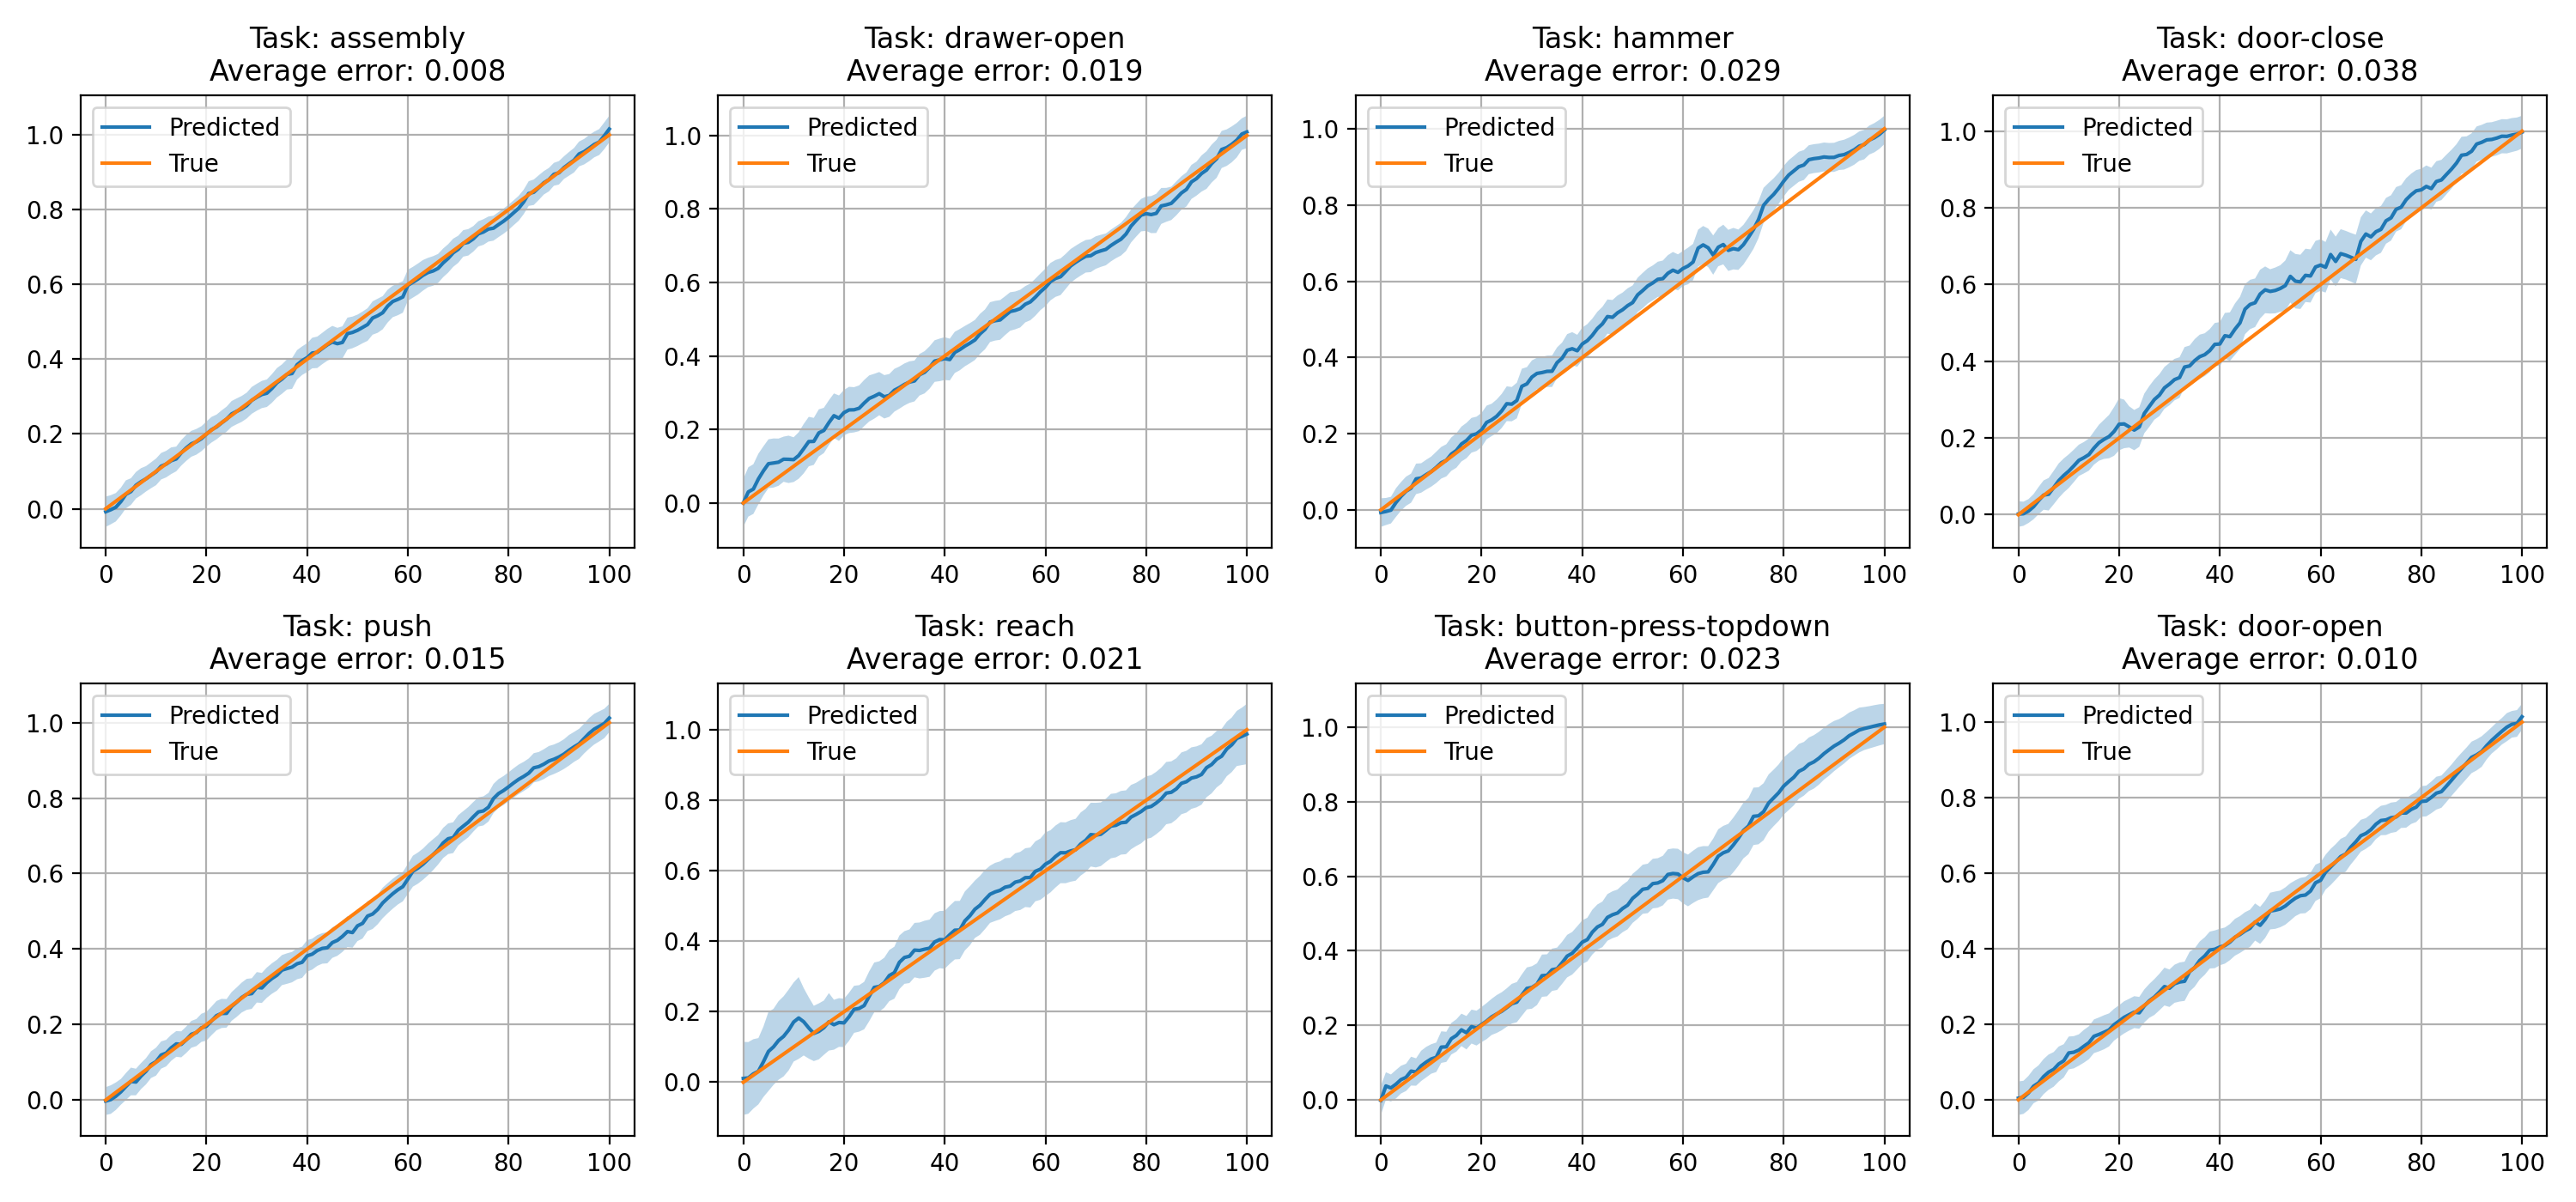 Task: assembly
Average error: 0.008
Predicted
True
1.0
0.8
0.6
0.4
0.2
0.0
0 20 40 60 80 100
Task: drawer-open
Average error: 0.019
Predicted
True
1.0
0.8
0.6
0.4
0.2
0.0
0 20 40 60 80 100
Task: hammer
Average error: 0.029
Predicted
True
1.0
0.8
0.6
0.4
0.2
0.0
0 20 40 60 80 100
Task: door-close
Average error: 0.038
Predicted
True
1.0
0.8
0.6
0.4
0.2
0.0
0 20 40 60 80 100
Task: push
Average error: 0.015
Predicted
True
1.0
0.8
0.6
0.4
0.2
0.0
0 20 40 60 80 100
Task: reach
Average error: 0.021
Predicted
True
1.0
0.8
0.6
0.4
0.2
0.0
0 20 40 60 80 100
Task: button-press-topdown
Average error: 0.023
Predicted
True
1.0
0.8
0.6
0.4
0.2
0.0
0 20 40 60 80 100
Task: door-open
Average error: 0.010
Predicted
True
1.0
0.8
0.6
0.4
0.2
0.0
0 20 40 60 80 100